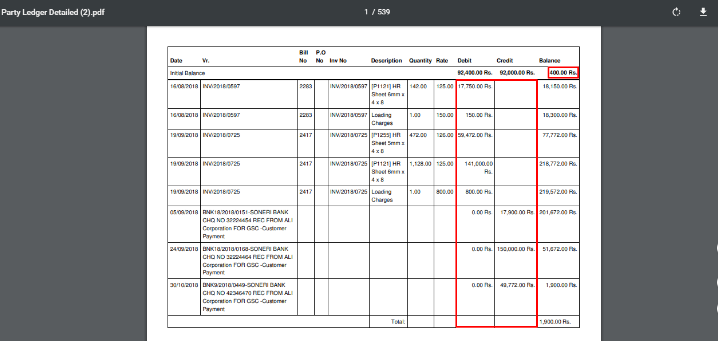 Party Ledger Detailed (2).pdf
1 / 539
Bill P.O
Date Vr. No No Inv No Description Quantity Rate Debit Credit Balance
Initial Balance 92,400.00 Rs. 92,000.00 Rs. 400.00 Rs.
16/08/2018 INV/2018/0597 2283 INV/2018/0597 [P1121] HR 142.00 125.00 17,750.00 Rs. 18,150.00 Rs.
Sheet 6mm x
4 x 8
16/08/2018 INV/2018/0597 2283 INV/2018/0597 Loading 1.00 150.00 150.00 Rs. 18,300.00 Rs.
Charges
19/09/2018 INV/2018/0725 2417 INV/2018/0725 [P1255] HR 472.00 126.00 59,472.00 Rs. 77,772.00 Rs.
Sheet 5mm x
4 x 8
19/09/2018 INV/2018/0725 2417 INV/2018/0725 [P1121] HR 1,128.00 125.00 141,000.00 218,772.00 Rs.
Sheet 6mm x Rs.
4 x 8
19/09/2018 INV/2018/0725 2417 INV/2018/0725 Loading 1.00 800.00 800.00 Rs. 219,572.00 Rs.
Charges
05/09/2018 BNK18/2018/0151-SONERI BANK 0.00 Rs. 17,900.00 Rs. 201,672.00 Rs.
CHQ NO 32224454 REC FROM ALI
Corporation FOR GSC -Customer
Payment
24/09/2018 BNK18/2018/0168-SONERI BANK 0.00 Rs. 150,000.00 Rs. 51,672.00 Rs.
CHQ NO 32224464 REC FROM ALI
Corporation FOR GSC -Customer
Payment
30/10/2018 BNK9/2018/0449-SONERI BANK 0.00 Rs. 49,772.00 Rs. 1,900.00 Rs.
CHQ NO 42346470 REC FROM ALI
Corporation FOR GSC -Customer
Payment
Total: 1,900.00 Rs.